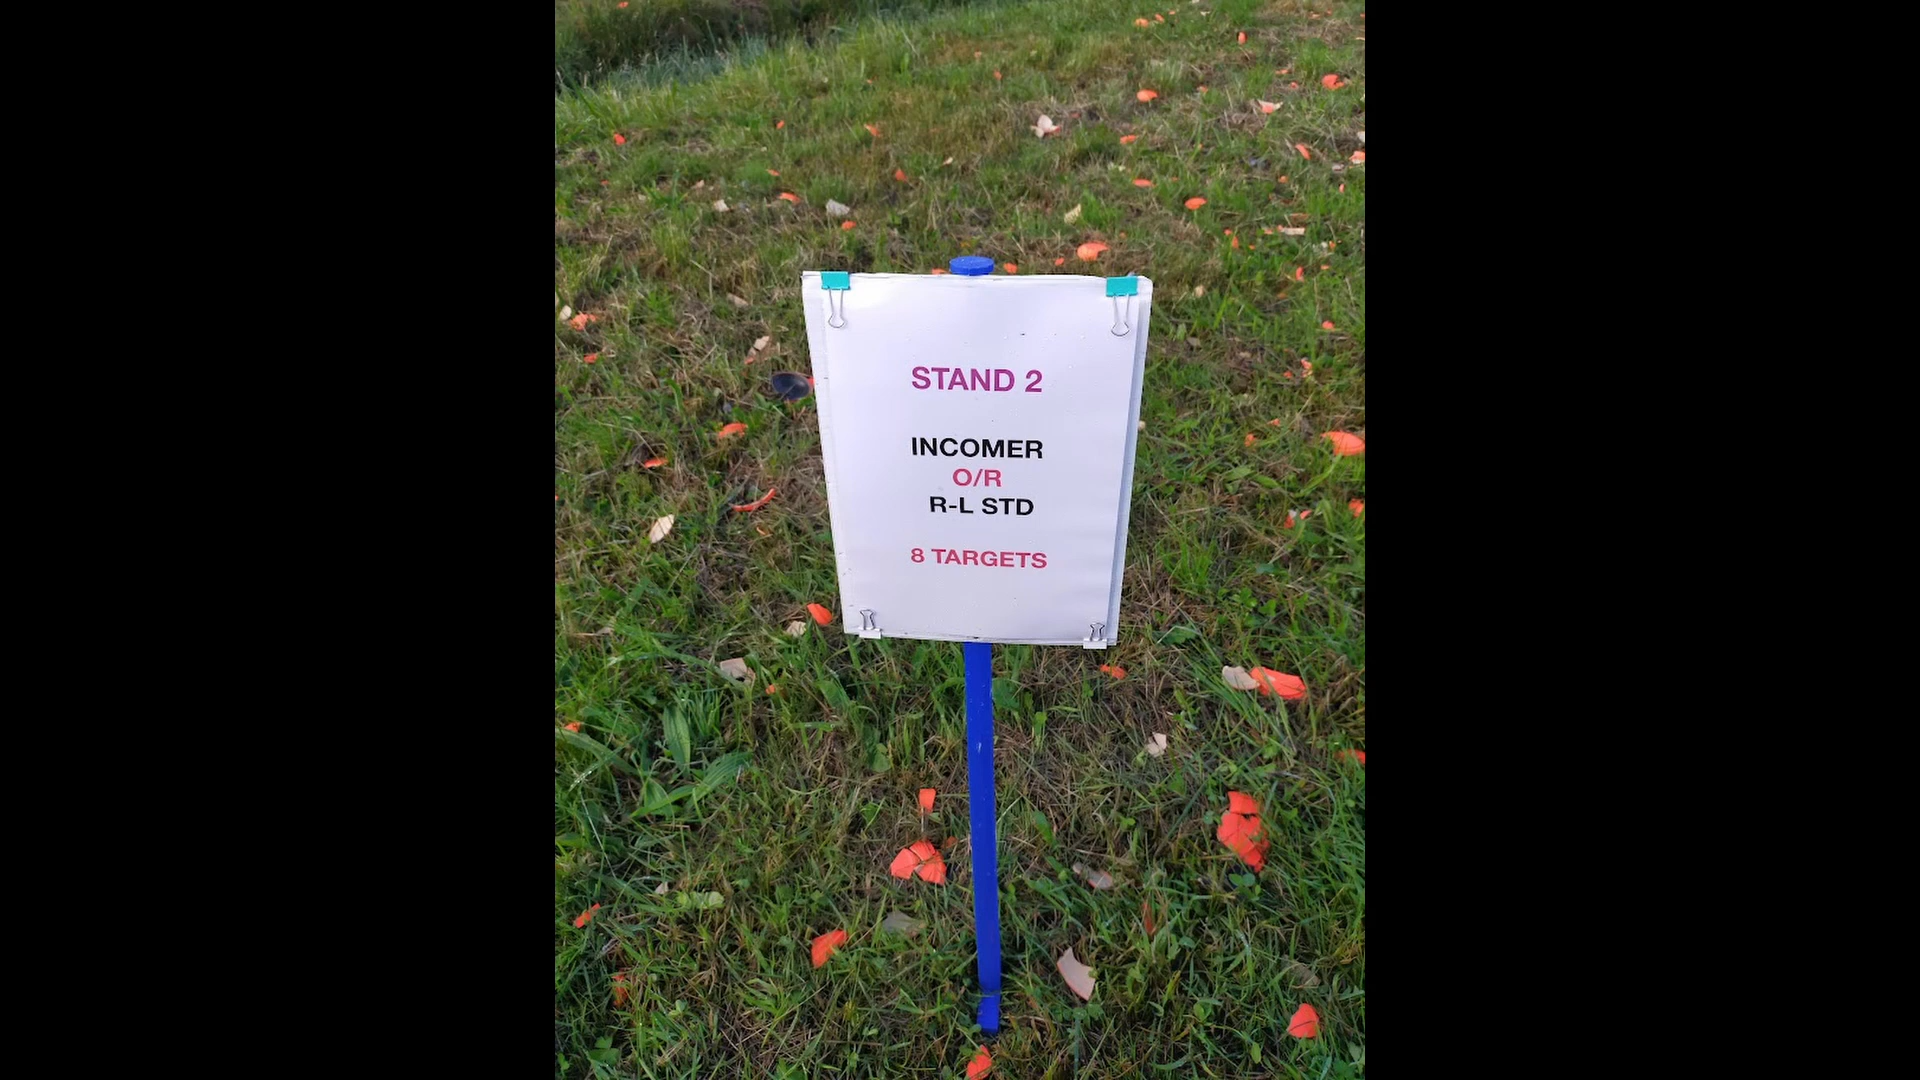 STAND 2
INCOMER
O/R
R-L STD
8 TARGETS